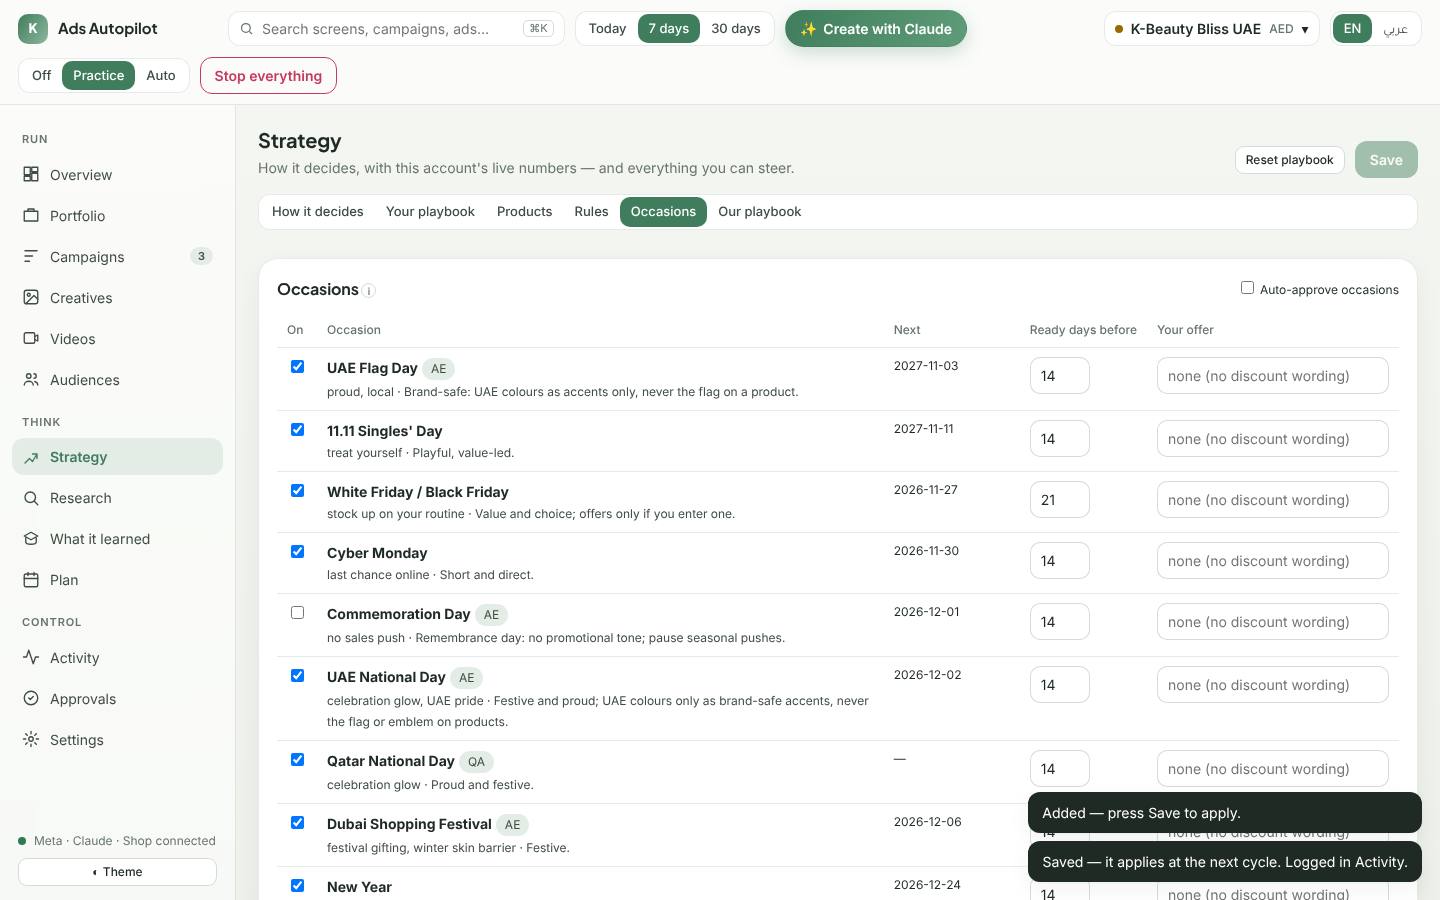 K Ads Autopilot
Search screens, campaigns, ads... ⌘K
Today 7 days 30 days
✨ Create with Claude
K-Beauty Bliss UAE AED ▾
EN عربي
Off Practice Auto
Stop everything
RUN
Overview
Portfolio
Campaigns 3
Creatives
Videos
Audiences
THINK
Strategy
Research
What it learned
Plan
CONTROL
Activity
Approvals
Settings
Meta · Claude · Shop connected
Theme
Strategy
How it decides, with this account's live numbers — and everything you can steer.
Reset playbook Save
How it decides Your playbook Products Rules Occasions Our playbook
Occasions i
Auto-approve occasions
On Occasion Next Ready days before Your offer
UAE Flag Day AE 2027-11-03 14 none (no discount wording)
proud, local · Brand-safe: UAE colours as accents only, never the flag on a product.
11.11 Singles' Day 2027-11-11 14 none (no discount wording)
treat yourself · Playful, value-led.
White Friday / Black Friday 2026-11-27 21 none (no discount wording)
stock up on your routine · Value and choice; offers only if you enter one.
Cyber Monday 2026-11-30 14 none (no discount wording)
last chance online · Short and direct.
Commemoration Day AE 2026-12-01 14 none (no discount wording)
no sales push · Remembrance day: no promotional tone; pause seasonal pushes.
UAE National Day AE 2026-12-02 14 none (no discount wording)
celebration glow, UAE pride · Festive and proud; UAE colours only as brand-safe accents, never
the flag or emblem on products.
Qatar National Day QA — 14 none (no discount wording)
celebration glow · Proud and festive.
Dubai Shopping Festival AE 2026-12-06 14 none (no discount wording)
festival gifting, winter skin barrier · Festive.
New Year 2026-12-24 14 none (no discount wording)
Added — press Save to apply.
Saved — it applies at the next cycle. Logged in Activity.